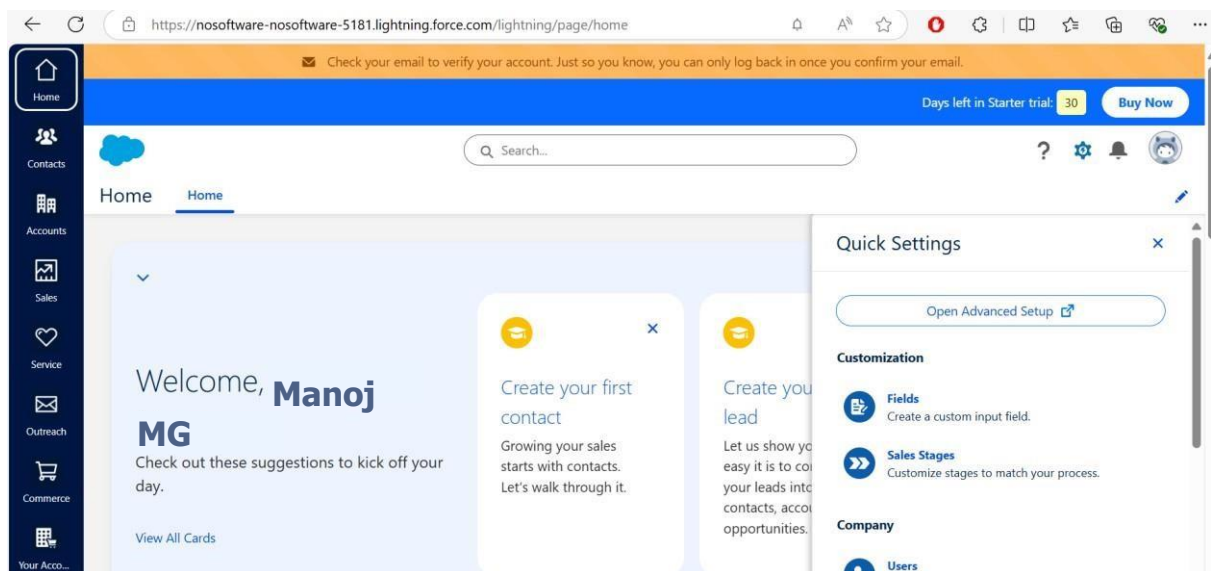 https://nosoftware-nosoftware-5181.lightning.force.com/lightning/page/home
Check your email to verify your account. Just so you know, you can only log back in once you confirm your email.
Days left in Starter trial: 30 Buy Now
Home
Contacts
Accounts
Sales
Service
Outreach
Commerce
Your Acco...
Search...
Home Home
Welcome, Manoj
MG
Check out these suggestions to kick off your
day.
View All Cards
Create your first
contact
Growing your sales
starts with contacts.
Let's walk through it.
Create you
lead
Let us show yo
easy it is to co
your leads into
contacts, accou
opportunities.
Quick Settings
Open Advanced Setup
Customization
Fields
Create a custom input field.
Sales Stages
Customize stages to match your process.
Company
Users